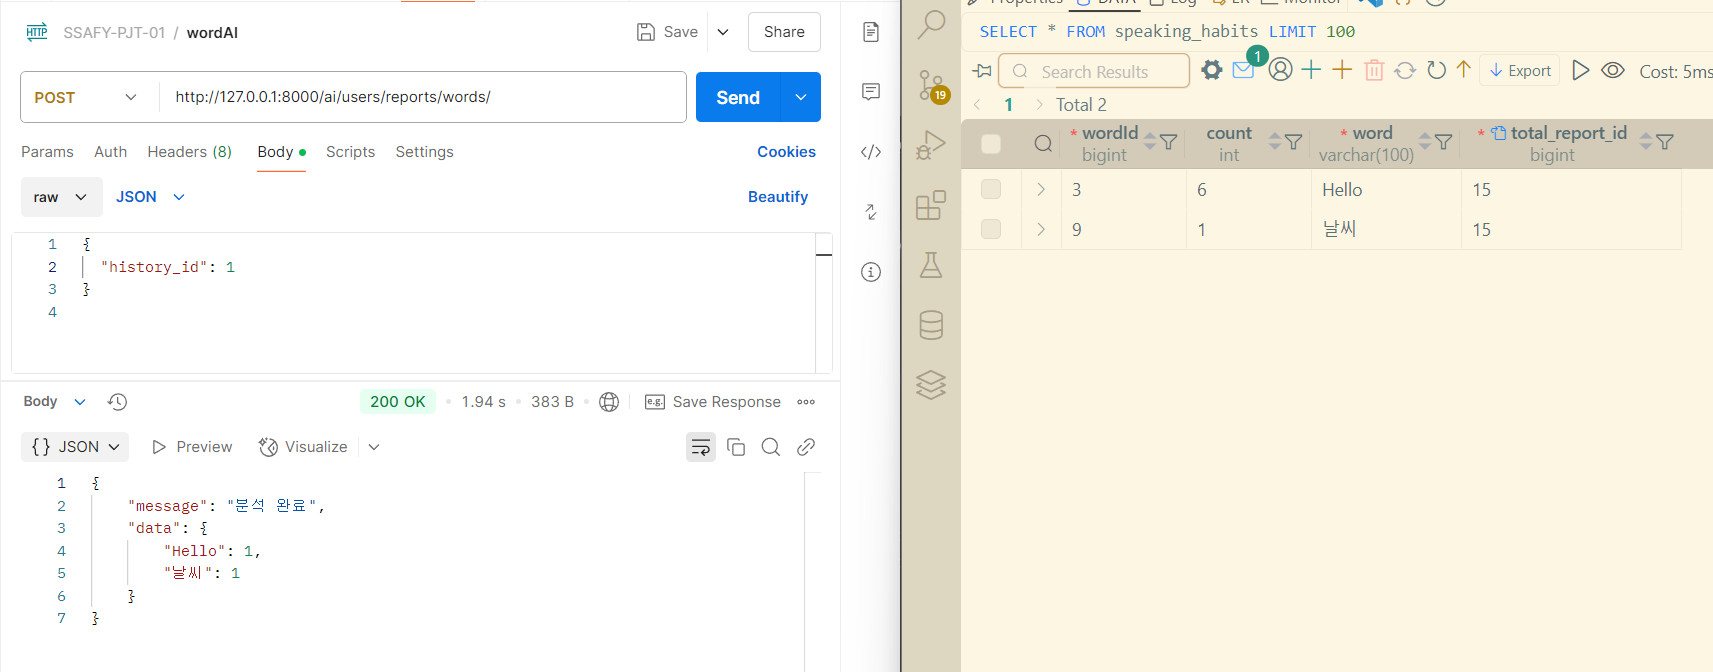 SSAFY-PJT-01 / wordAI
Save
Share
POST
http://127.0.0.1:8000/ai/users/reports/words/
Send
Params Auth Headers (8) Body Scripts Settings Cookies
raw JSON Beautify
1 {
2 "history_id": 1
3 }
4
Body 200 OK 1.94 s 383 B e.g. Save Response
{} JSON Preview Visualize
1 {
2 "message": "분석 완료",
3 "data": {
4 "Hello": 1,
5 "날씨": 1
6 }
7 }
Properties DATA Log ER Monitor
SELECT * FROM speaking_habits LIMIT 100
Search Results 1 Export Cost: 5ms
19
1 Total 2
* wordId count * word * total_report_id
bigint int varchar(100) bigint
3 6 Hello 15
9 1 날씨 15